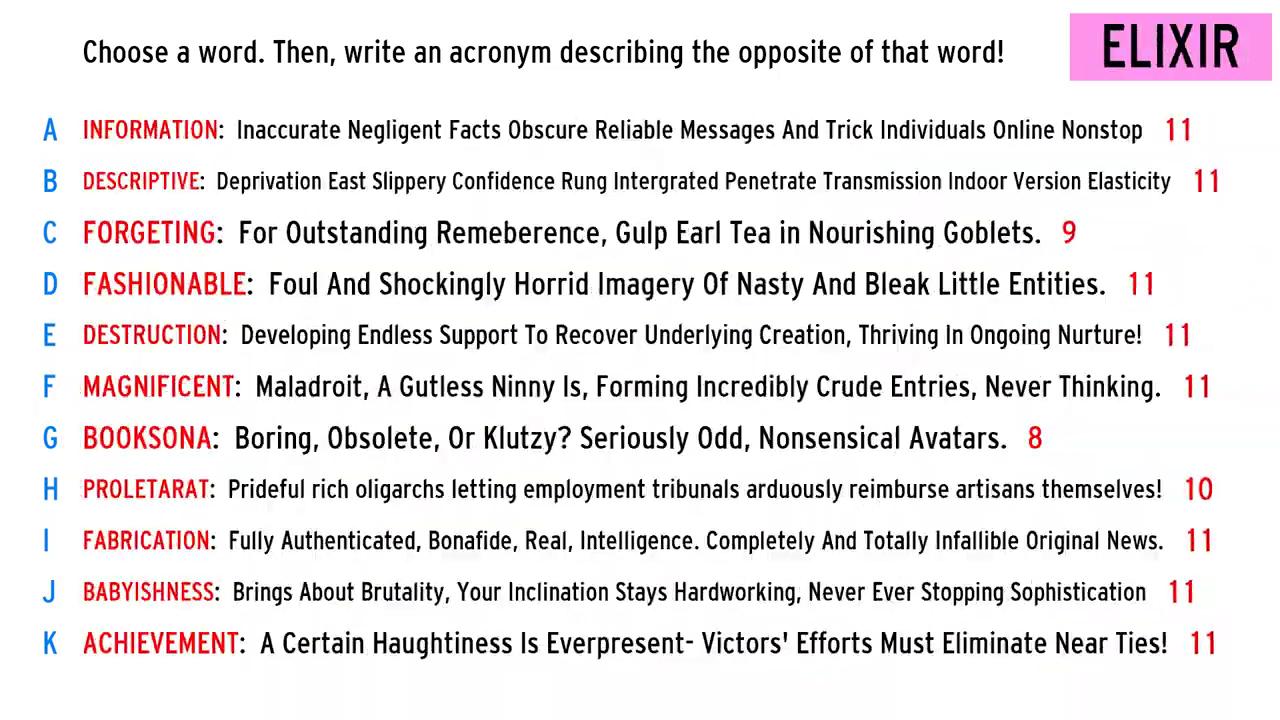 Choose a word. Then, write an acronym describing the opposite of that word!
ELIXIR
A INFORMATION: Inaccurate Negligent Facts Obscure Reliable Messages And Trick Individuals Online Nonstop 11
B DESCRIPTIVE: Deprivation East Slippery Confidence Rung Intergrated Penetrate Transmission Indoor Version Elasticity 11
C FORGETING: For Outstanding Remeberence, Gulp Earl Tea in Nourishing Goblets. 9
D FASHIONABLE: Foul And Shockingly Horrid Imagery Of Nasty And Bleak Little Entities. 11
E DESTRUCTION: Developing Endless Support To Recover Underlying Creation, Thriving In Ongoing Nurture! 11
F MAGNIFICENT: Maladroit, A Gutless Ninny Is, Forming Incredibly Crude Entries, Never Thinking. 11
G BOOKSONA: Boring, Obsolete, Or Klutzy? Seriously Odd, Nonsensical Avatars. 8
H PROLETARAT: Prideful rich oligarchs letting employment tribunals arduously reimburse artisans themselves! 10
I FABRICATION: Fully Authenticated, Bonafide, Real, Intelligence. Completely And Totally Infallible Original News. 11
J BABYISHNESS: Brings About Brutality, Your Inclination Stays Hardworking, Never Ever Stopping Sophistication 11
K ACHIEVEMENT: A Certain Haughtiness Is Everpresent- Victors' Efforts Must Eliminate Near Ties! 11